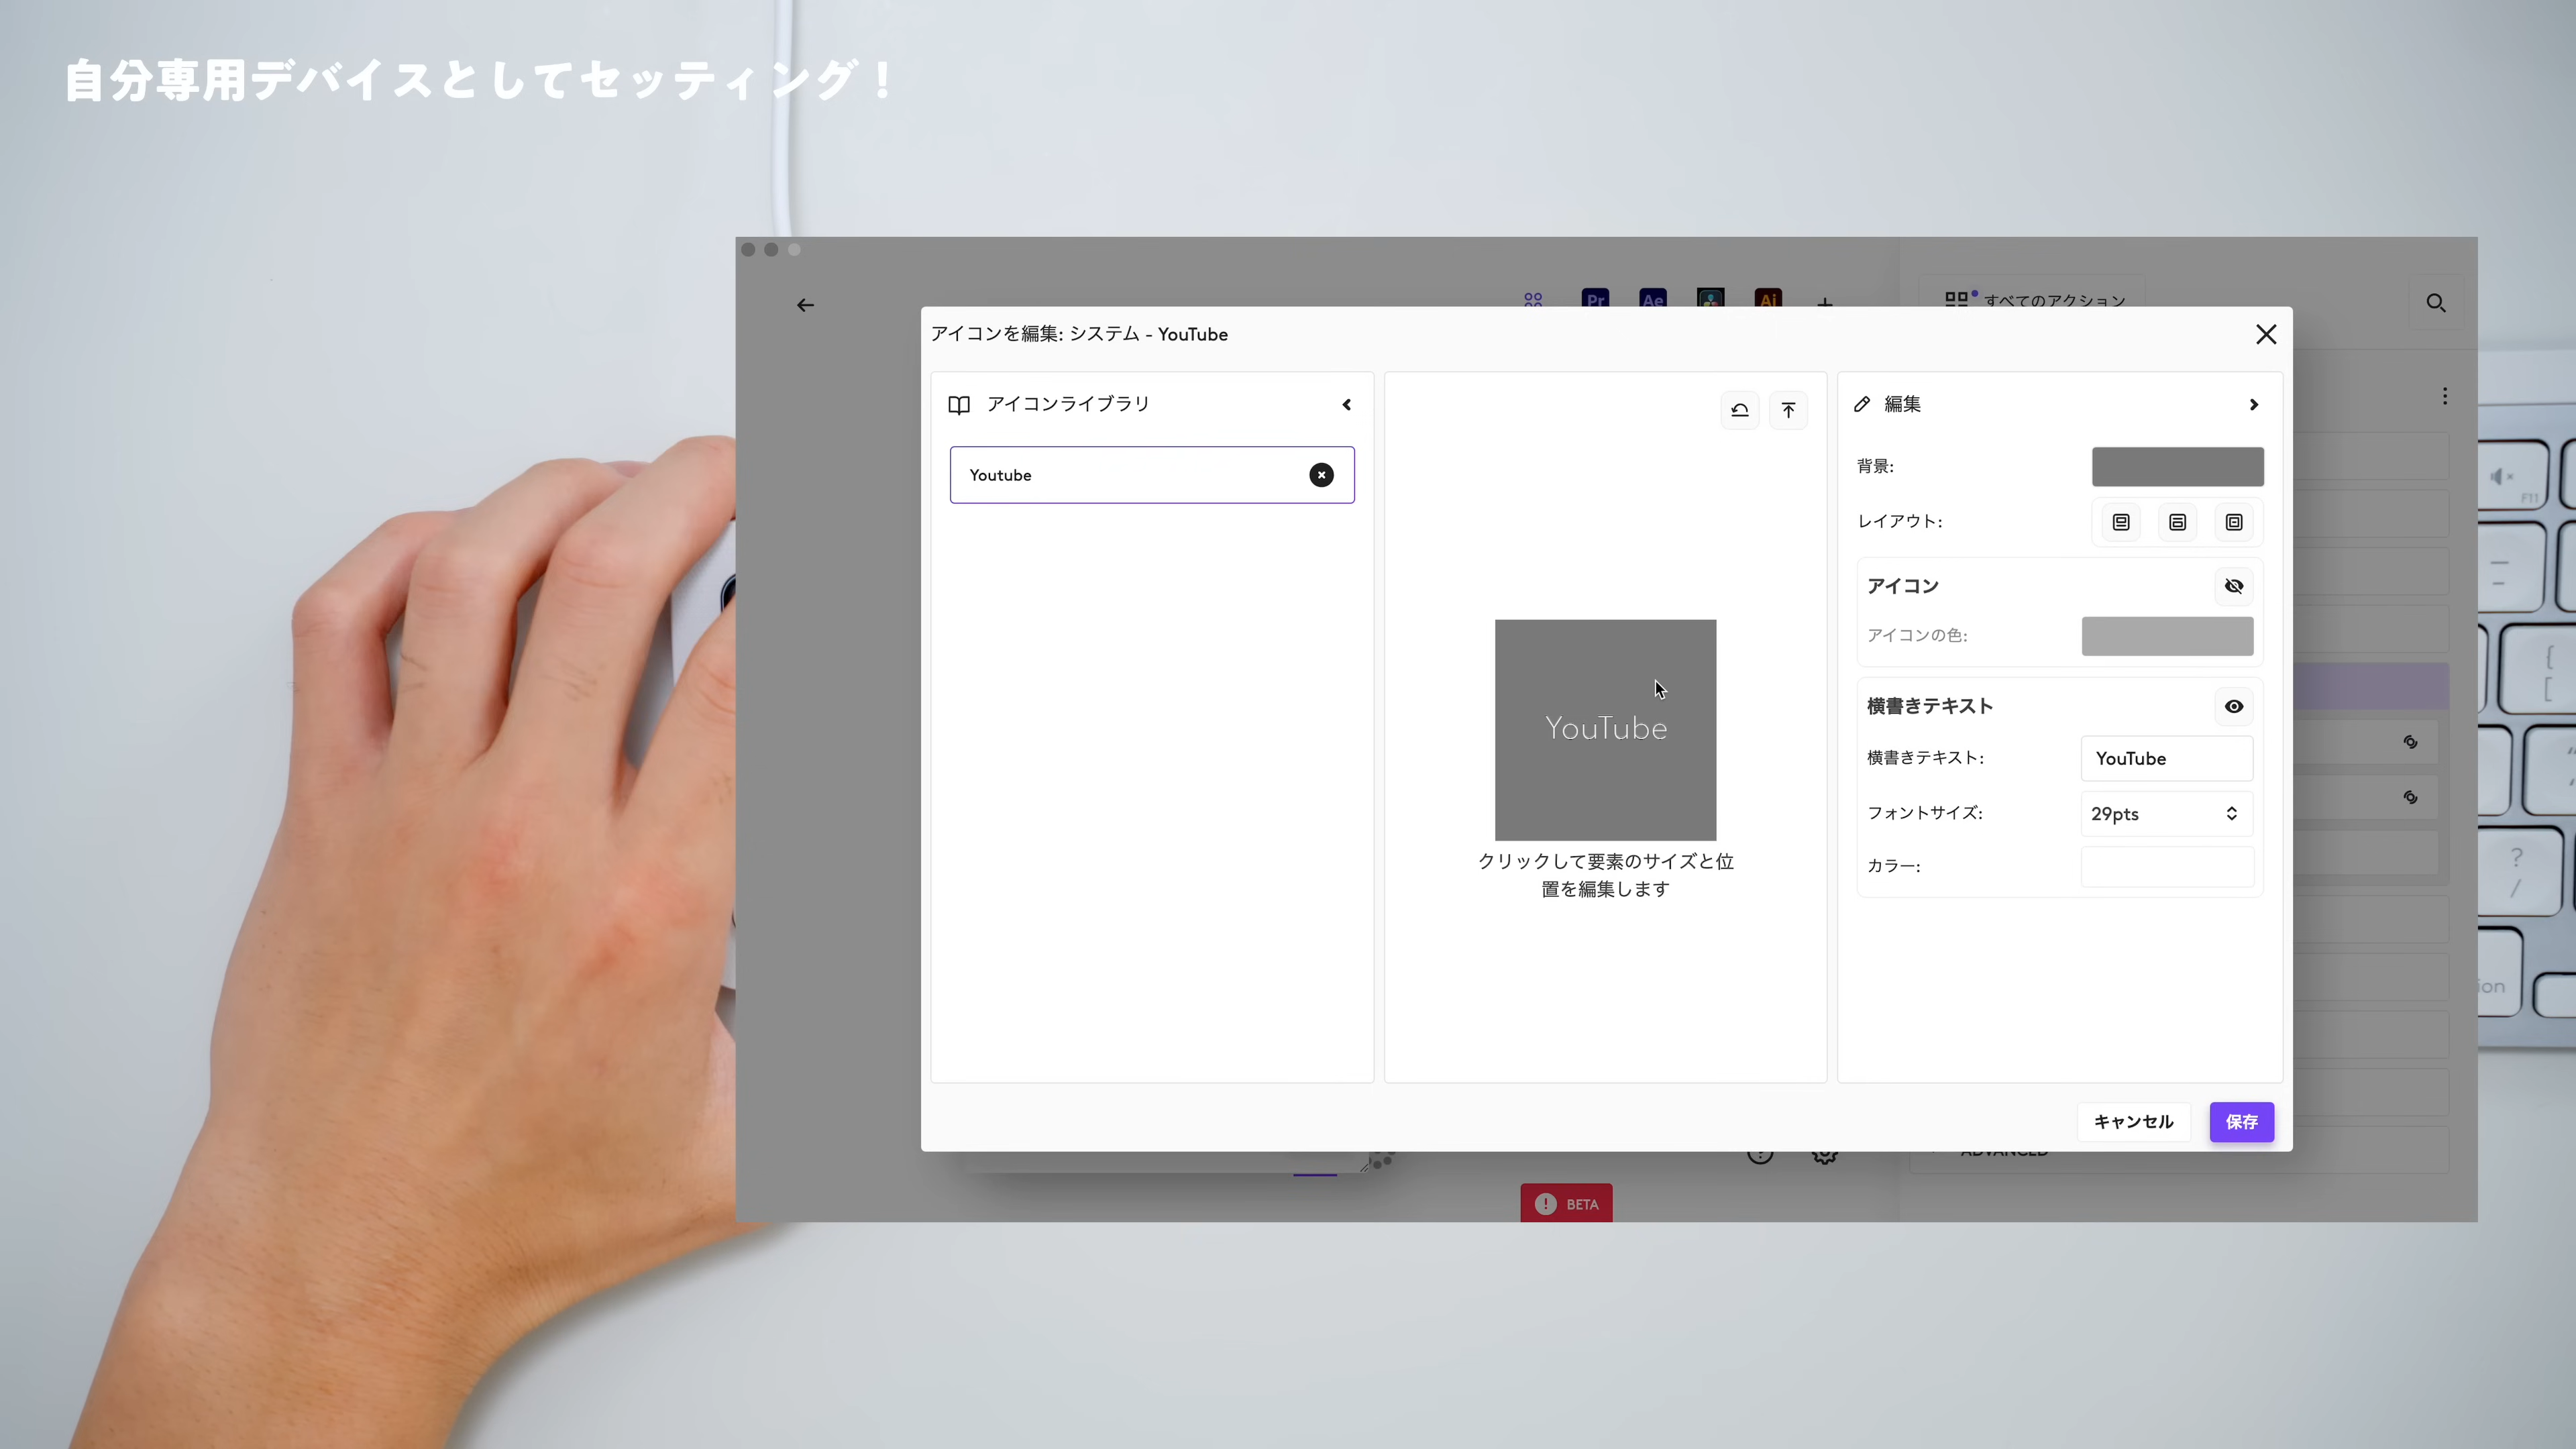 自分専用デバイスとしてセッティング！
Pr
Ae
Ai
すべてのアクション
アイコンを編集: システム - YouTube
アイコンライブラリ
Youtube
YouTube
クリックして要素のサイズと位
置を編集します
編集
背景:
レイアウト:
アイコン
アイコンの色:
横書きテキスト
横書きテキスト: YouTube
フォントサイズ: 29pts
カラー:
キャンセル
保存
ADVANCED
BETA
F11
{
[
?
/
ion